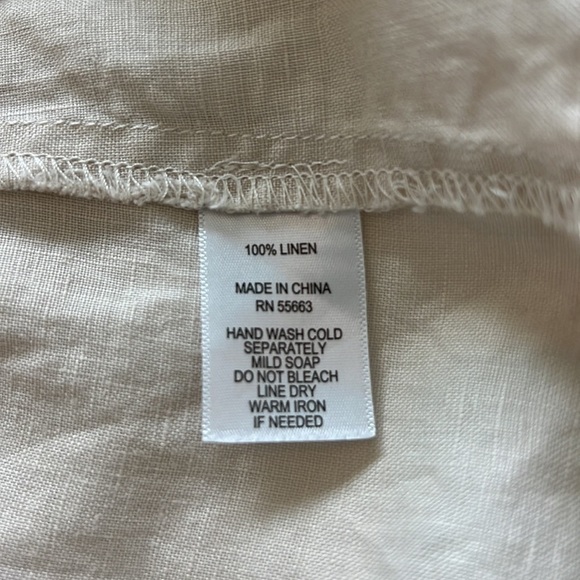 100% LINEN
MADE IN CHINA
RN 55663
HAND WASH COLD
SEPARATELY
MILD SOAP
DO NOT BLEACH
LINE DRY
WARM IRON
IF NEEDED